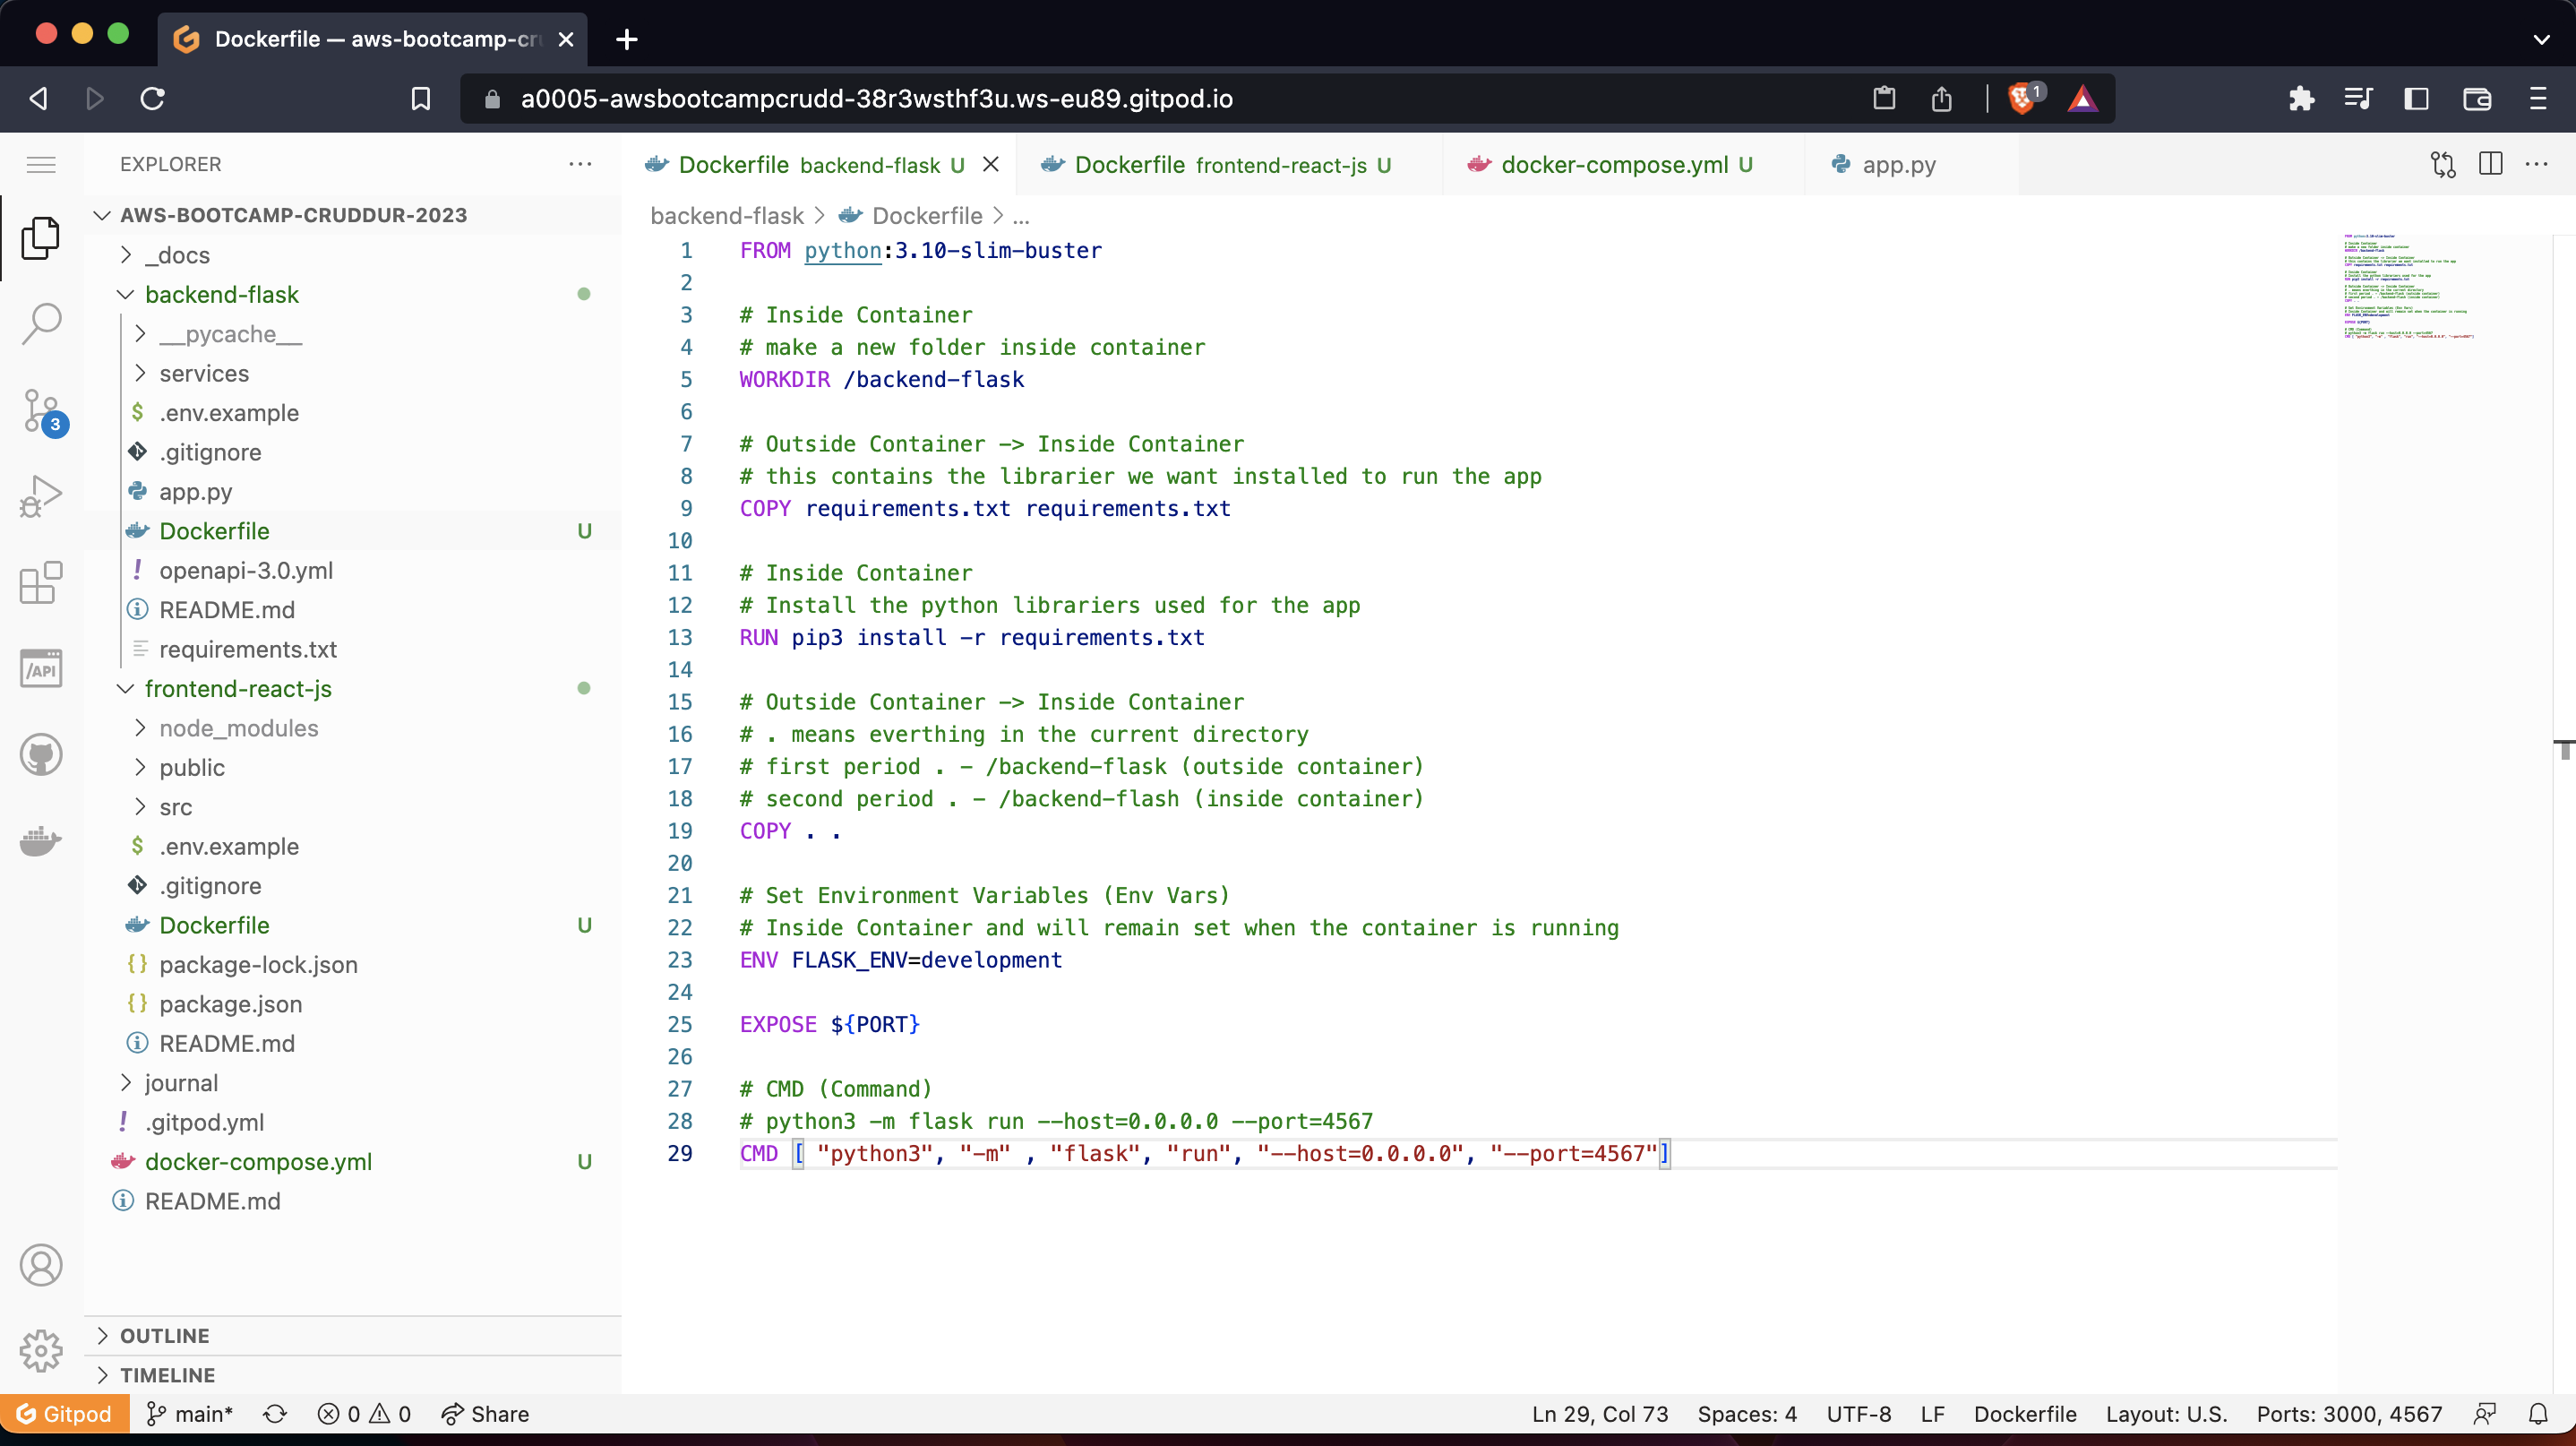 Dockerfile — aws-bootcamp-cr
a0005-awsbootcampcrudd-38r3wsthf3u.ws-eu89.gitpod.io
1
EXPLORER
AWS-BOOTCAMP-CRUDDUR-2023
_docs
backend-flask
__pycache__
services
$ .env.example
.gitignore
app.py
Dockerfile U
! openapi-3.0.yml
README.md
requirements.txt
frontend-react-js
node_modules
public
src
$ .env.example
.gitignore
Dockerfile U
{} package-lock.json
{} package.json
README.md
journal
! .gitpod.yml
docker-compose.yml U
README.md
OUTLINE
TIMELINE
3
/API
Dockerfile backend-flask U
Dockerfile frontend-react-js U
docker-compose.yml U
app.py
backend-flask > Dockerfile > ...
1 FROM python:3.10-slim-buster
2
3 # Inside Container
4 # make a new folder inside container
5 WORKDIR /backend-flask
6
7 # Outside Container -> Inside Container
8 # this contains the librarier we want installed to run the app
9 COPY requirements.txt requirements.txt
10
11 # Inside Container
12 # Install the python librariers used for the app
13 RUN pip3 install -r requirements.txt
14
15 # Outside Container -> Inside Container
16 # . means everthing in the current directory
17 # first period . - /backend-flask (outside container)
18 # second period . - /backend-flash (inside container)
19 COPY . .
20
21 # Set Environment Variables (Env Vars)
22 # Inside Container and will remain set when the container is running
23 ENV FLASK_ENV=development
24
25 EXPOSE ${PORT}
26
27 # CMD (Command)
28 # python3 -m flask run --host=0.0.0.0 --port=4567
29 CMD [ "python3", "-m" , "flask", "run", "--host=0.0.0.0", "--port=4567"]
Gitpod main* 0 0 Share Ln 29, Col 73 Spaces: 4 UTF-8 LF Dockerfile Layout: U.S. Ports: 3000, 4567